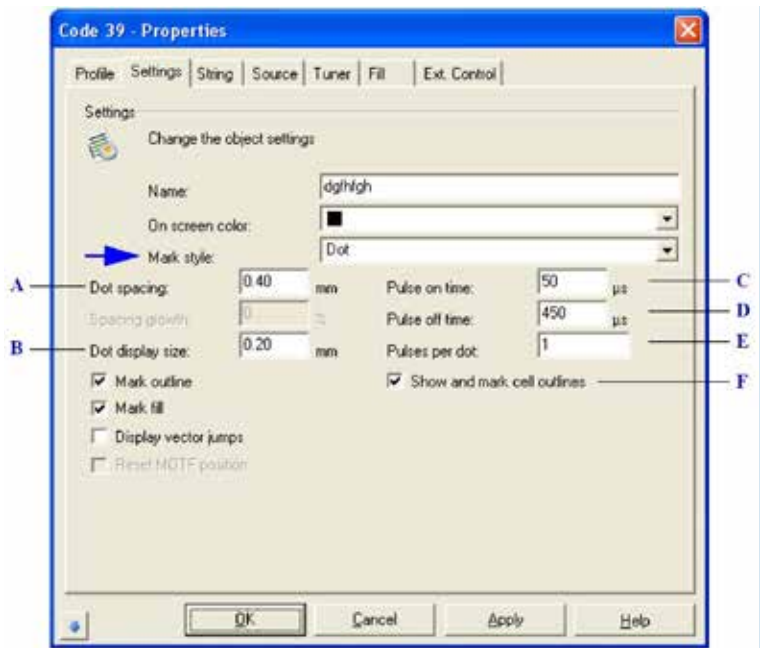 Code 39 - Properties
Profile Settings String Source Tuner Fill Ext. Control
Settings
Change the object settings
Name: dgfhfgh
On screen color:
Mark style: Dot
A Dot spacing: 0.40 mm Pulse on time: 50 µs C
Spacing growth: 0 % Pulse off time: 450 µs D
B Dot display size: 0.20 mm Pulses per dot: 1 E
Mark outline Show and mark cell outlines F
Mark fill
Display vector jumps
Reset MOTF position
OK Cancel Apply Help